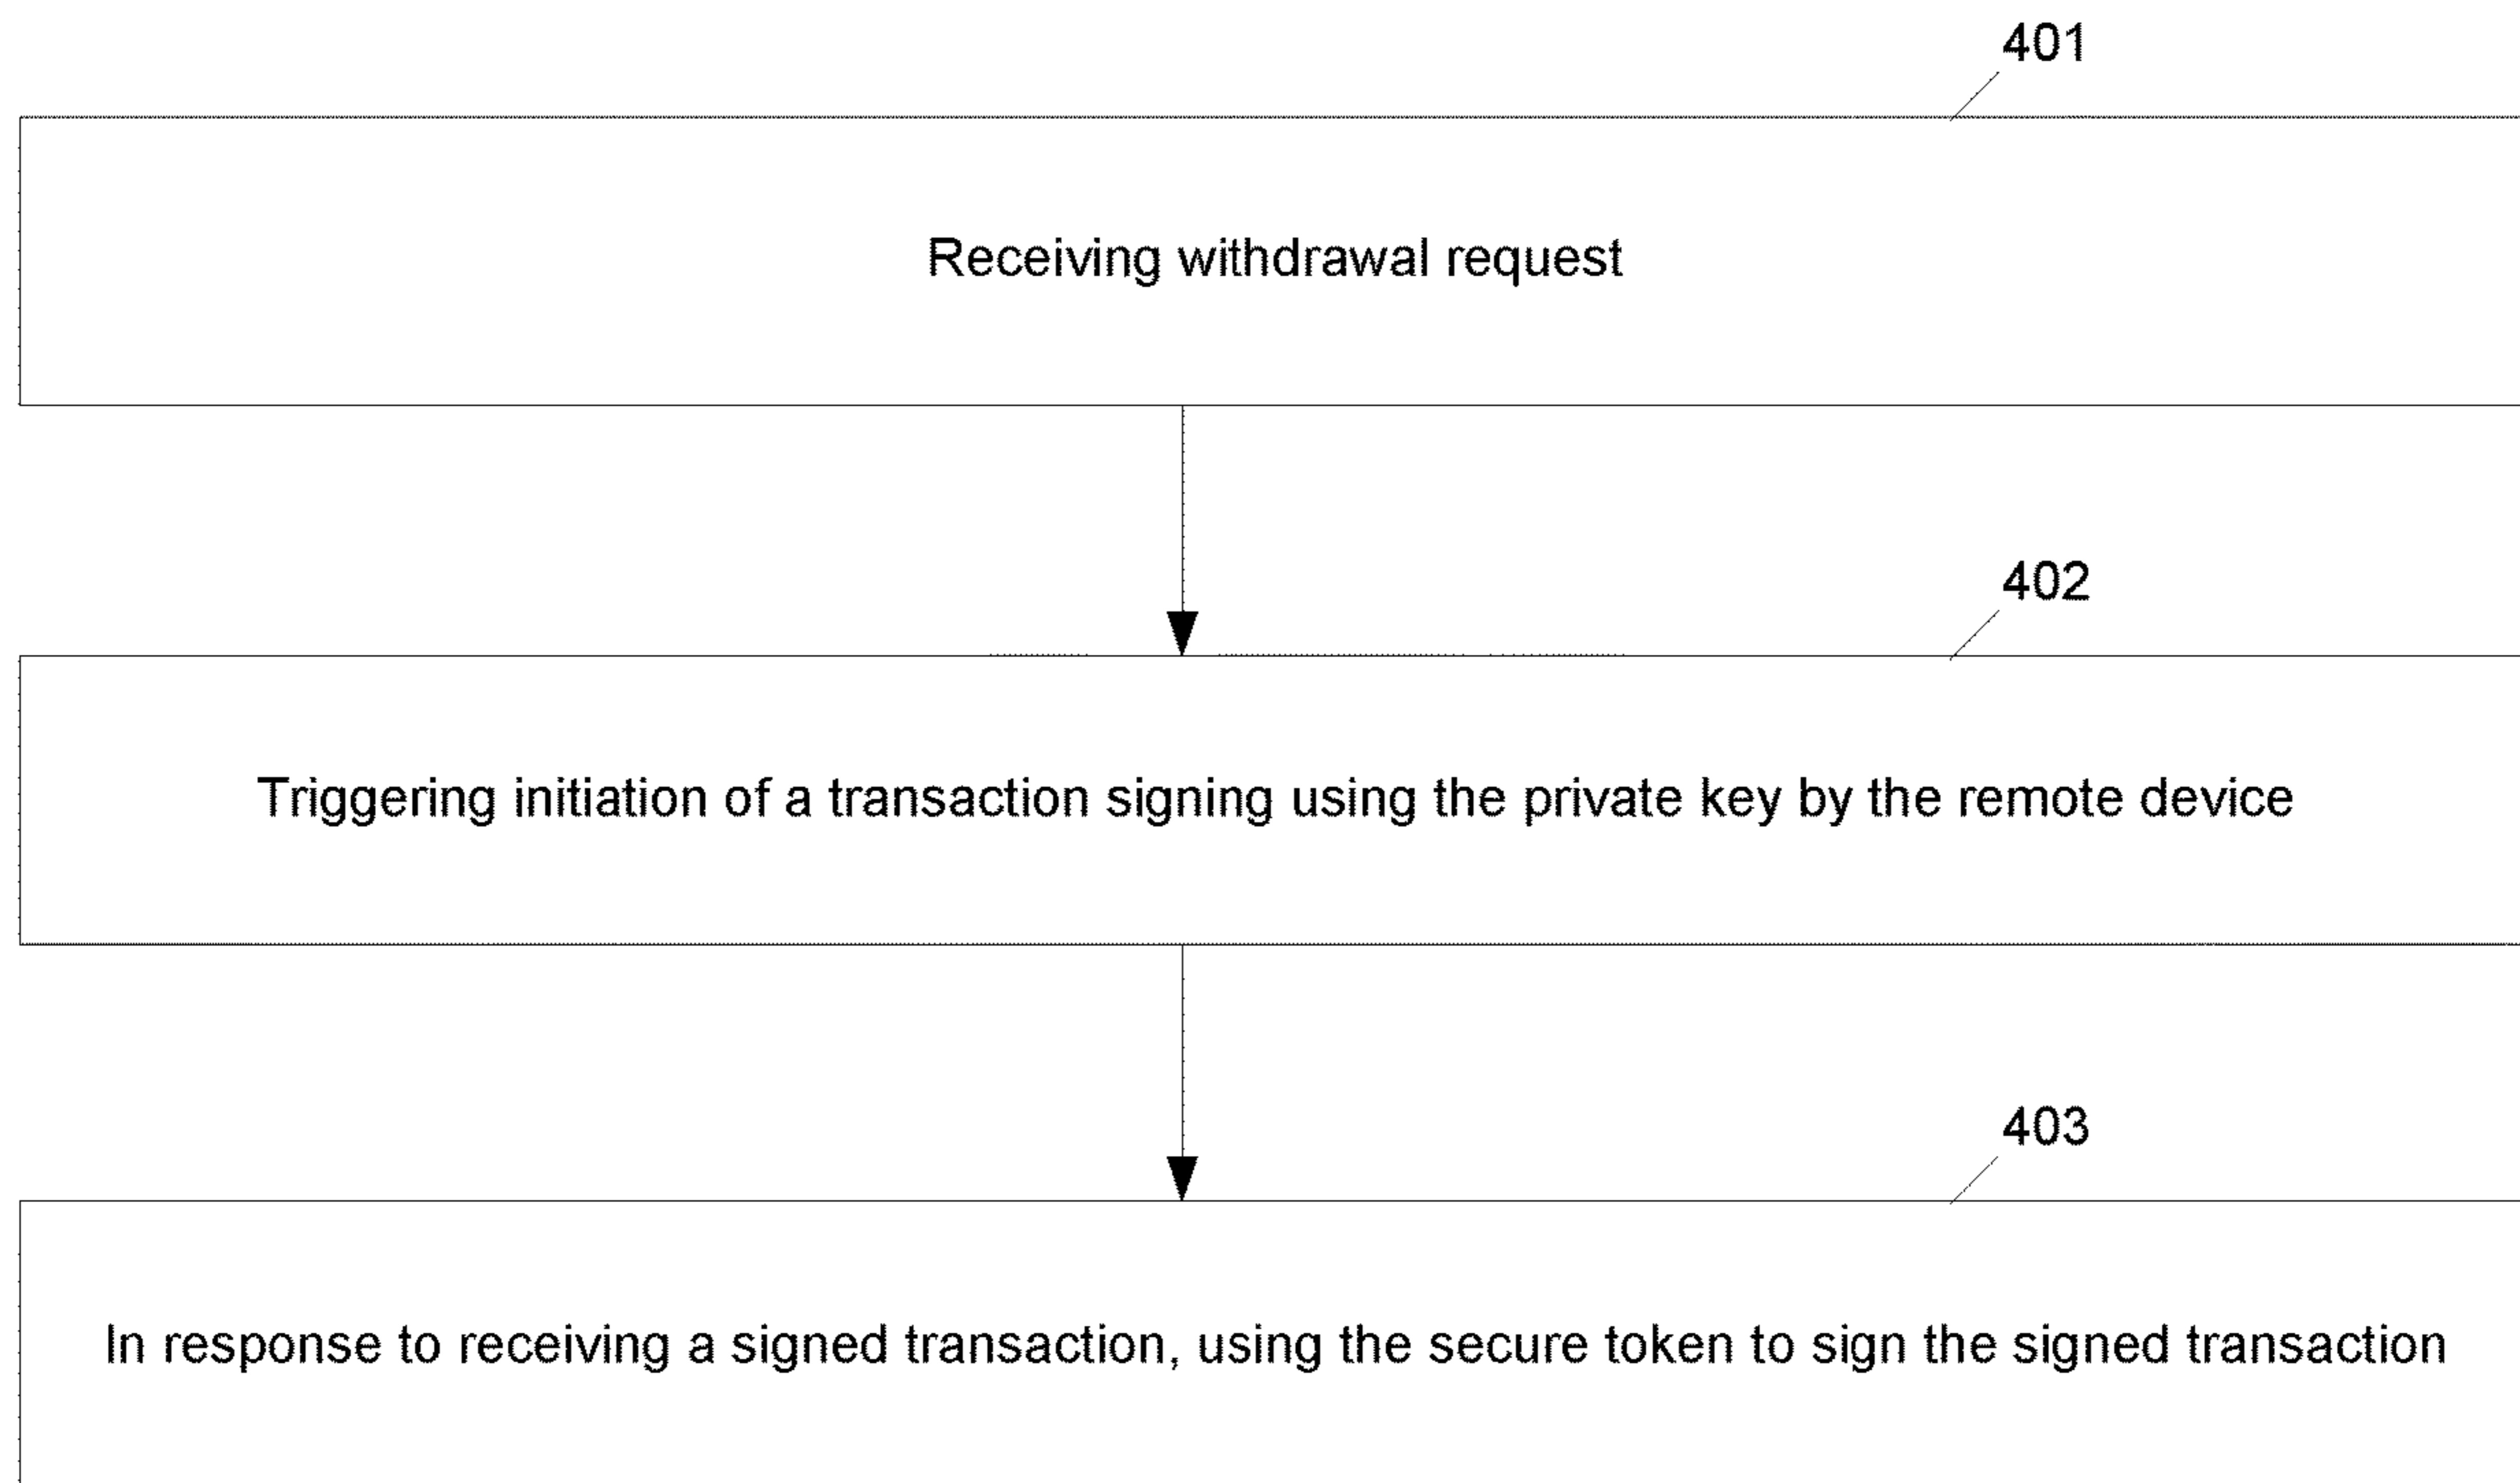 401
Receiving withdrawal request
402
Triggering initiation of a transaction signing using the private key by the remote device
403
In response to receiving a signed transaction, using the secure token to sign the signed transaction